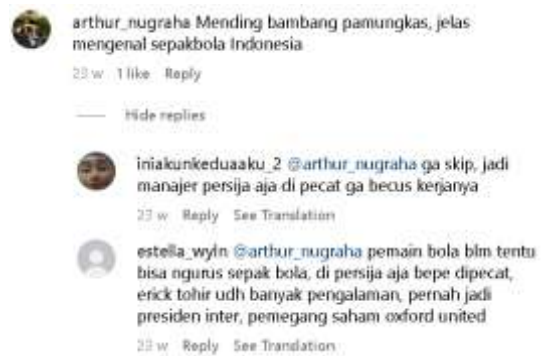 arthur_nugraha Mending bambang pamungkas, jelas
mengenal sepakbola Indonesia
23 w 1 like Reply
Hide replies
iniakunkeduaaku_2 @arthur_nugraha ga skip, jadi
manajer persija aja di pecat ga becus kerjanya
23 w Reply See Translation
estella_wyln @arthur_nugraha pemain bola blm tentu
bisa ngurus sepak bola, di persija aja bepe dipecat,
erick tohir udh banyak pengalaman, pernah jadi
presiden inter, pemegang saham oxford united
23 w Reply See Translation